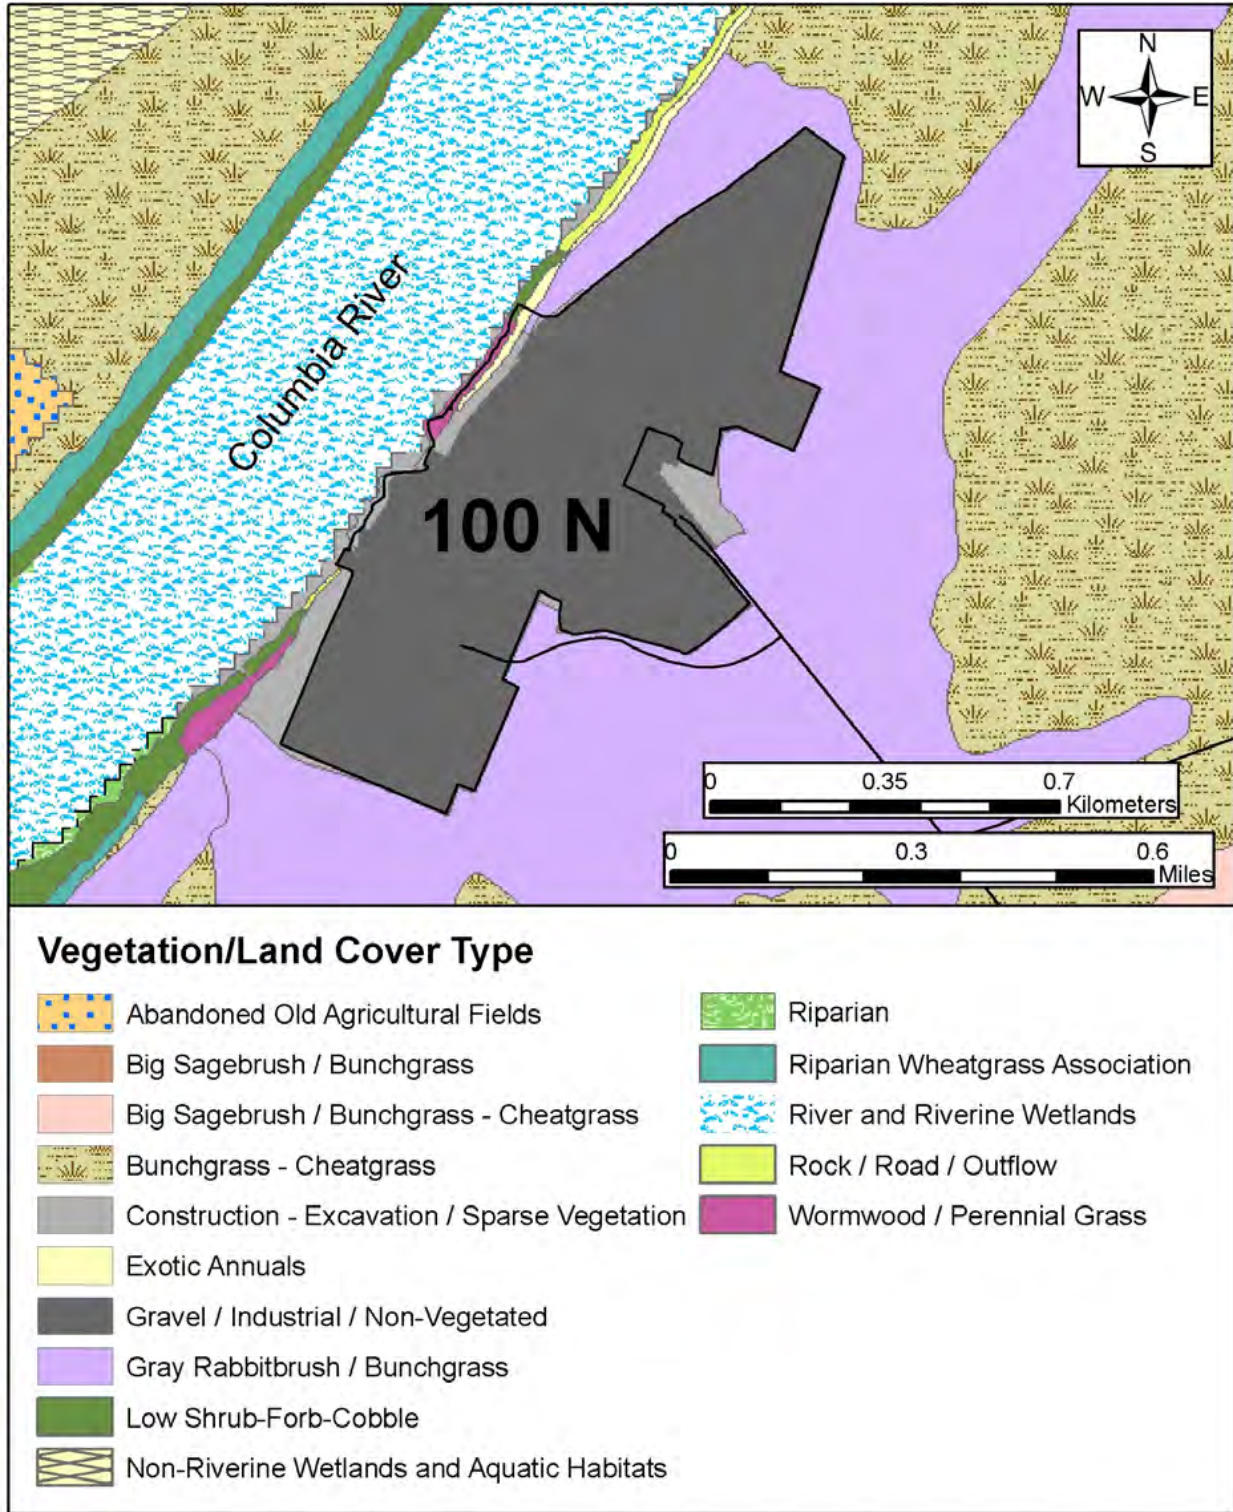 N
W E
S
Columbia River
100 N
0 0.35 0.7
Kilometers
0 0.3 0.6
Miles
Vegetation/Land Cover Type
Abandoned Old Agricultural Fields
Big Sagebrush / Bunchgrass
Big Sagebrush / Bunchgrass - Cheatgrass
Bunchgrass - Cheatgrass
Construction - Excavation / Sparse Vegetation
Exotic Annuals
Gravel / Industrial / Non-Vegetated
Gray Rabbitbrush / Bunchgrass
Low Shrub-Forb-Cobble
Non-Riverine Wetlands and Aquatic Habitats
Riparian
Riparian Wheatgrass Association
River and Riverine Wetlands
Rock / Road / Outflow
Wormwood / Perennial Grass